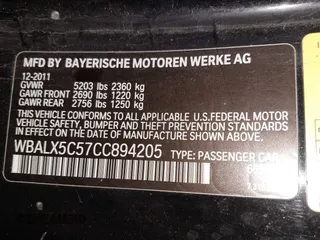 MFD BY BAYERISCHE MOTOREN WERKE AG
12-2011
GVWR 5203 lbs 2360 kg
GAWR FRONT 2690 lbs 1220 kg
GAWR REAR 2756 lbs 1250 kg
THIS VEHICLE CONFORMS TO ALL APPLICABLE
U.S.FEDERAL MOTOR VEHICLE
SAFETY, BUMPER, AND THEFT PREVENTION
STANDARDS IN EFFECT ON THE DATE OF
MANUFACTURE SHOWN ABOVE.
WBALX5C57CC894205 TYPE: PASSENGER CAR